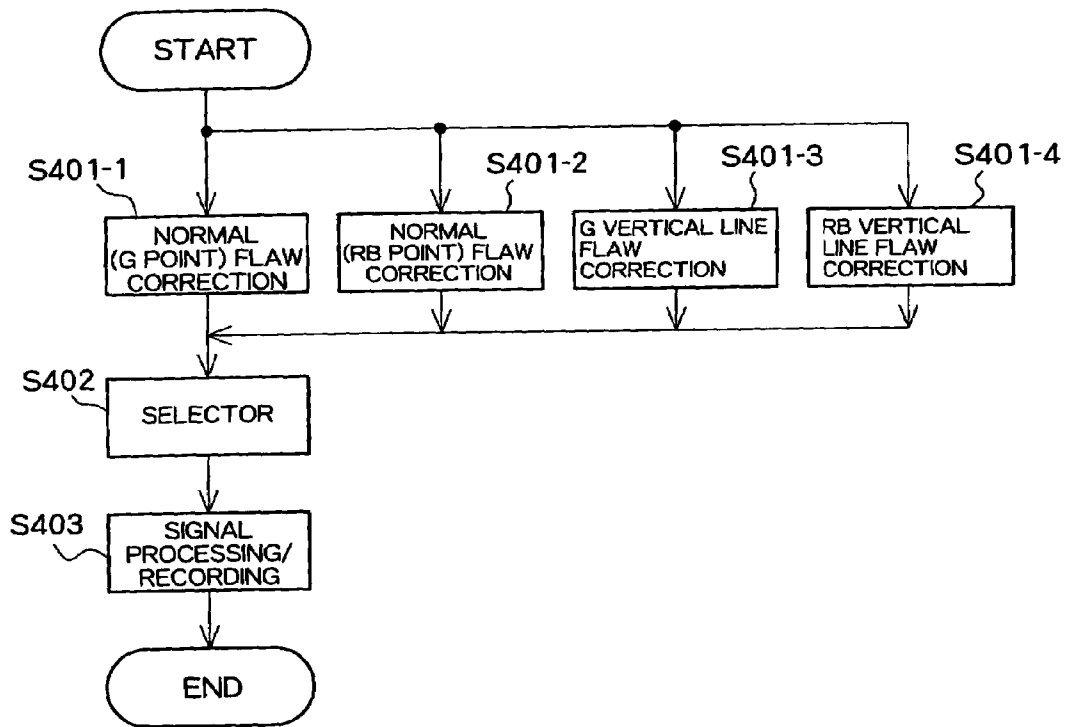 START
S401-1
S401-2
S401-3
S401-4
NORMAL
(G POINT) FLAW
CORRECTION
NORMAL
(RB POINT) FLAW
CORRECTION
G VERTICAL LINE
FLAW
CORRECTION
RB VERTICAL
LINE FLAW
CORRECTION
S402
SELECTOR
S403
SIGNAL
PROCESSING/
RECORDING
END